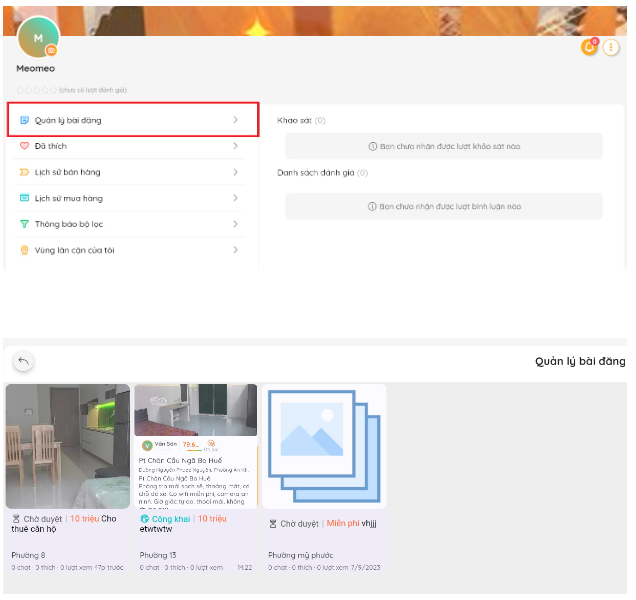 M
0
Meomeo
(chưa có lượt đánh giá)
Quản lý bài đăng
Đã thích
Lịch sử bán hàng
Lịch sử mua hàng
Thông báo bộ lọc
Vùng lân cận của tôi
Khảo sát (0)
Bạn chưa nhận được lượt khảo sát nào
Danh sách đánh giá (0)
Bạn chưa nhận được lượt bình luận nào
Quản lý bài đăng
Chờ duyệt | 10 triệu Cho
thuê căn hộ
Phường 8
0 chat · 0 thích · 0 lượt xem 47p trước
V Văn Sơn 79.6...
Pt Chân Cầu Ngã Ba Huế
Đường Nguyễn Phước Nguyên, Phường An Kh..
Pt Chân Cầu Ngã Ba Huế
Phòng trọ mới sạch sẽ, thoáng mát, có
chỗ để xe. Có wifi miễn phí, camera an
ninh. Giờ giấc tự do, thoải mái, không
Công khai | 10 triệu
etwtwtw
Phường 13
0 chat · 0 thích · 0 lượt xem 14:22
Chờ duyệt | Miễn phí vhjjj
Phường mỹ phước
0 chat · 0 thích · 0 lượt xem 7/9/2023